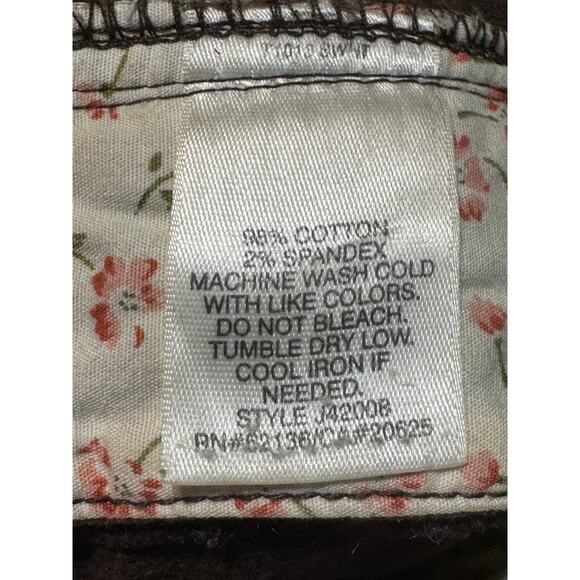 98% COTTON
2% SPANDEX
MACHINE WASH COLD
WITH LIKE COLORS.
DO NOT BLEACH.
TUMBLE DRY LOW.
COOL IRON IF
NEEDED.
STYLE J42008
RN#62136/CA#20625